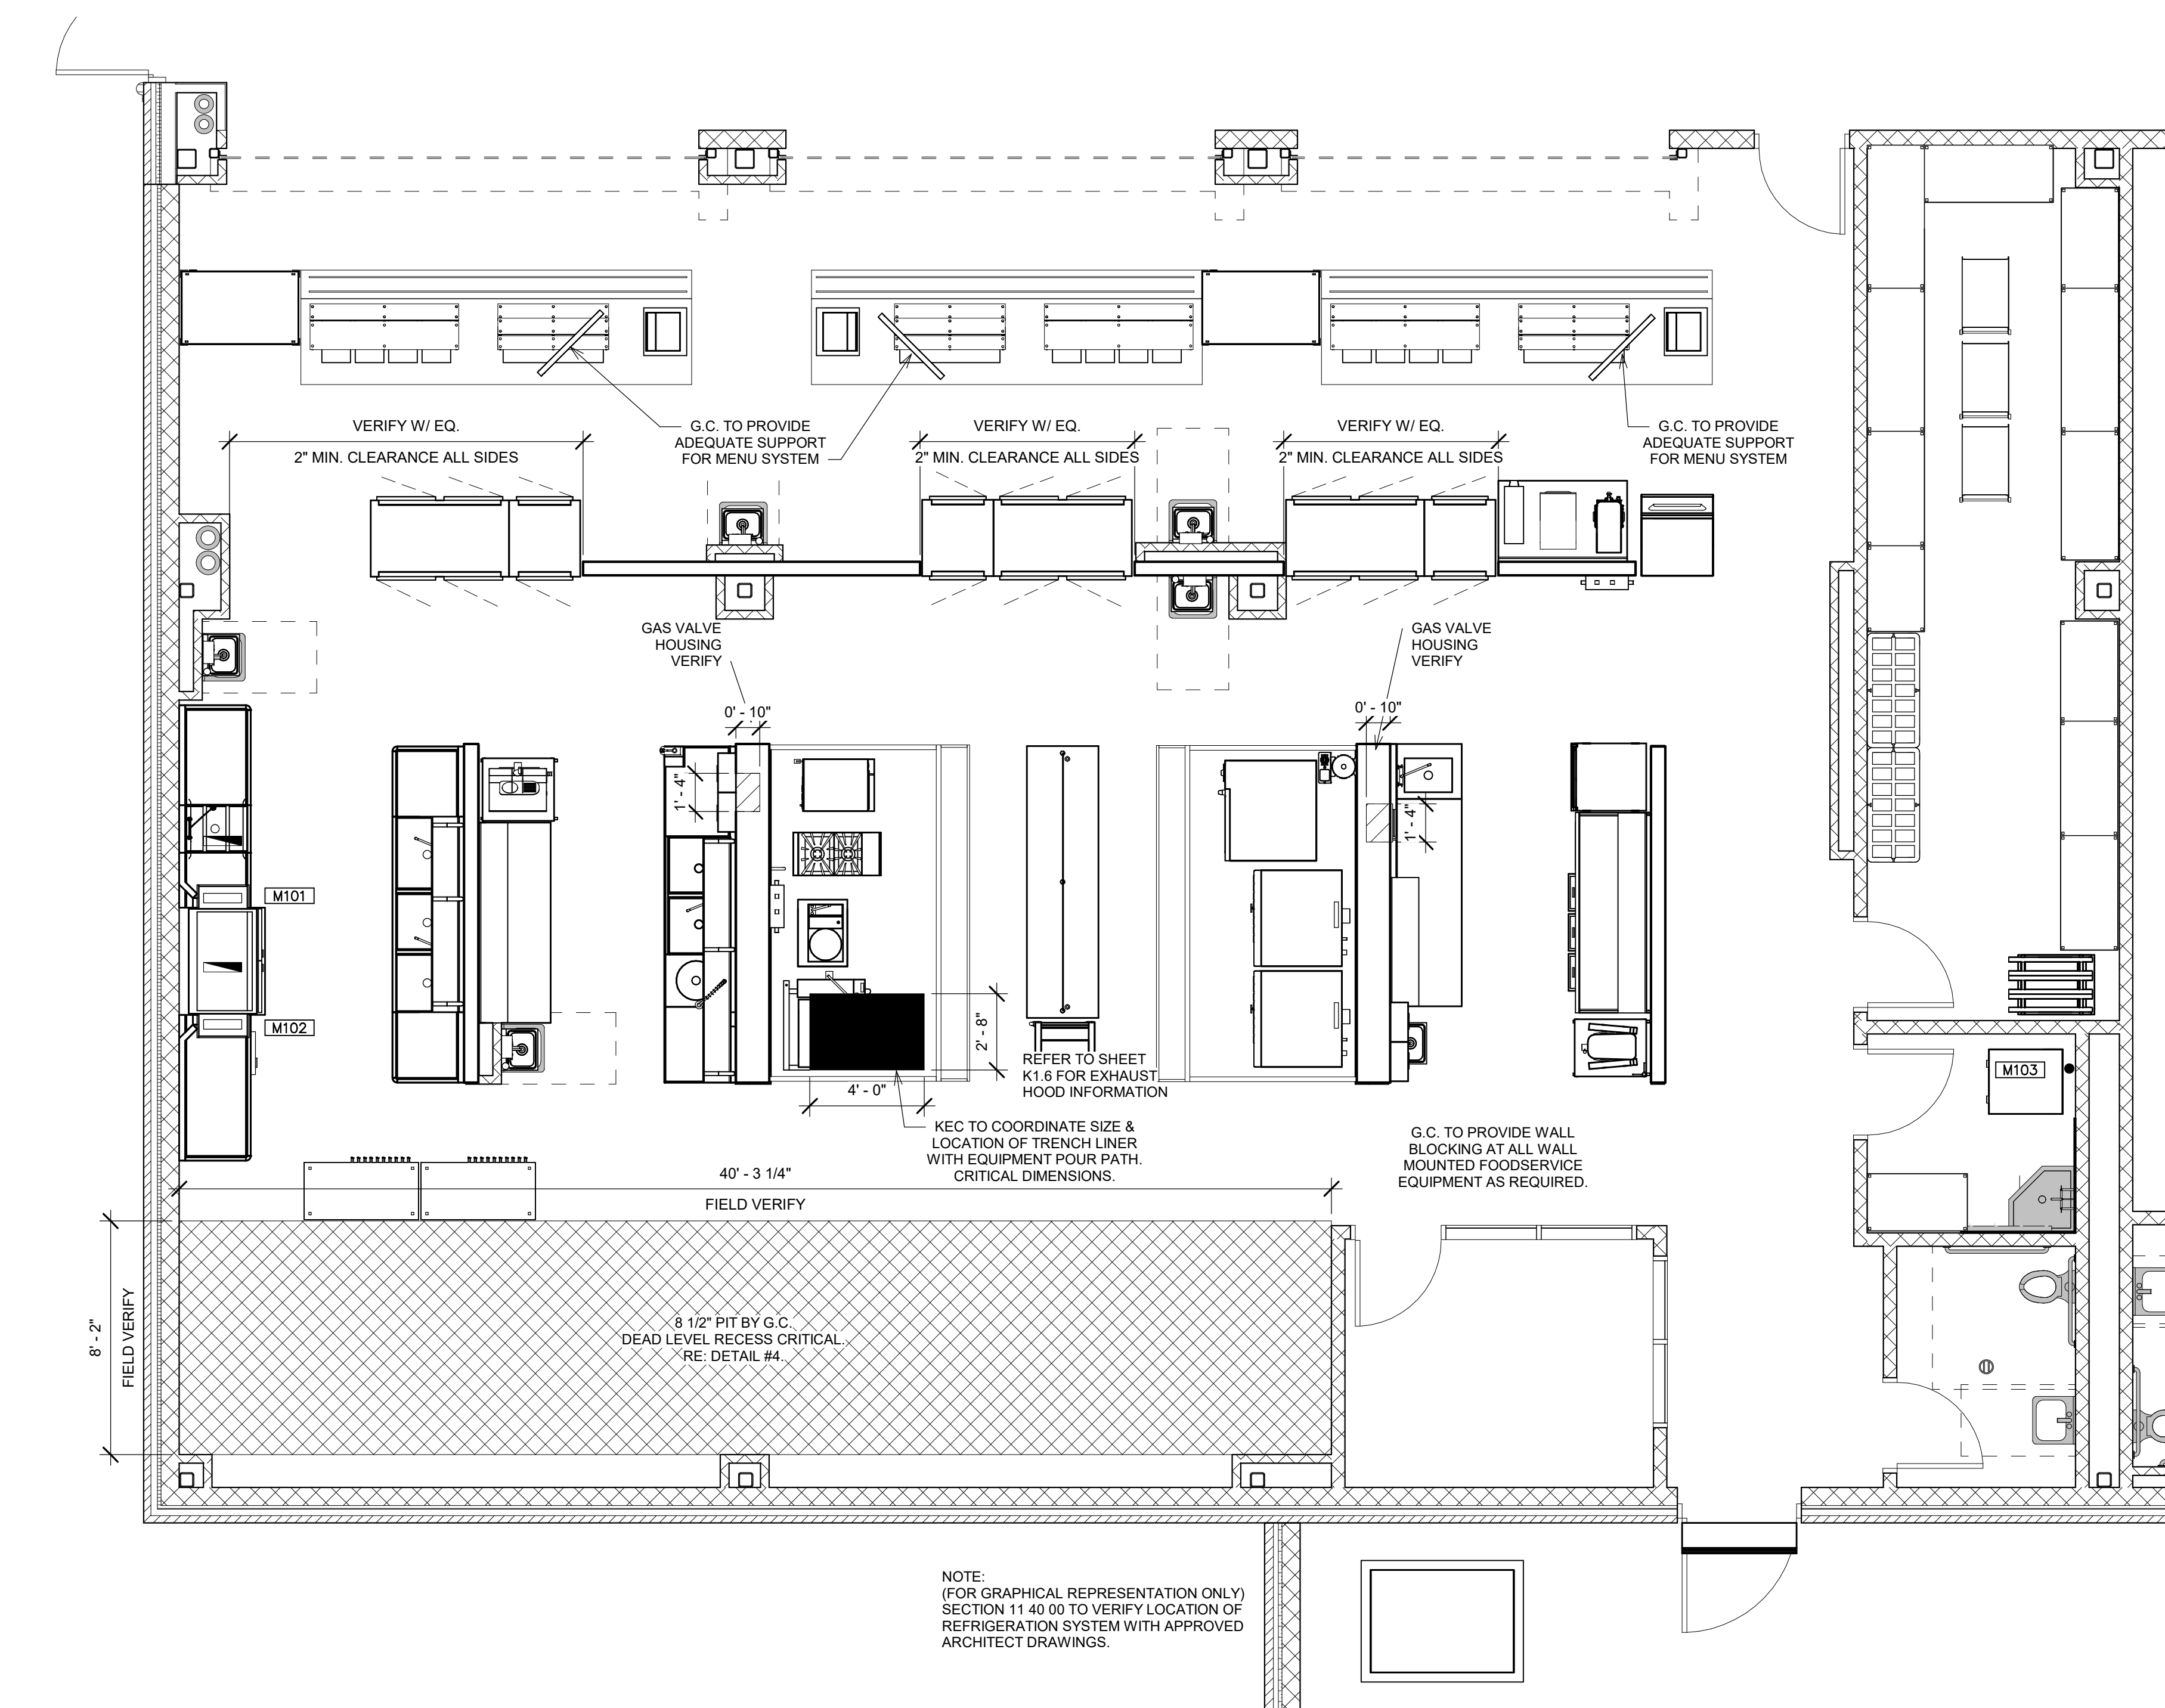 VERIFY W/ EQ.
2" MIN. CLEARANCE ALL SIDES
G.C. TO PROVIDE
ADEQUATE SUPPORT
FOR MENU SYSTEM
VERIFY W/ EQ.
2" MIN. CLEARANCE ALL SIDES
VERIFY W/ EQ.
2" MIN. CLEARANCE ALL SIDES
G.C. TO PROVIDE
ADEQUATE SUPPORT
FOR MENU SYSTEM
GAS VALVE
HOUSING
VERIFY
GAS VALVE
HOUSING
VERIFY
0' - 10"
0' - 10"
1' - 4"
1' - 4"
M101
M102
2' - 8"
4' - 0"
REFER TO SHEET
K1.6 FOR EXHAUST
HOOD INFORMATION
M103
KEC TO COORDINATE SIZE &
LOCATION OF TRENCH LINER
WITH EQUIPMENT POUR PATH.
CRITICAL DIMENSIONS.
G.C. TO PROVIDE WALL
BLOCKING AT ALL WALL
MOUNTED FOODSERVICE
EQUIPMENT AS REQUIRED.
40' - 3 1/4"
FIELD VERIFY
8' - 2"
FIELD VERIFY
8 1/2" PIT BY G.C.
DEAD LEVEL RECESS CRITICAL.
RE: DETAIL #4.
NOTE:
(FOR GRAPHICAL REPRESENTATION ONLY)
SECTION 11 40 00 TO VERIFY LOCATION OF
REFRIGERATION SYSTEM WITH APPROVED
ARCHITECT DRAWINGS.